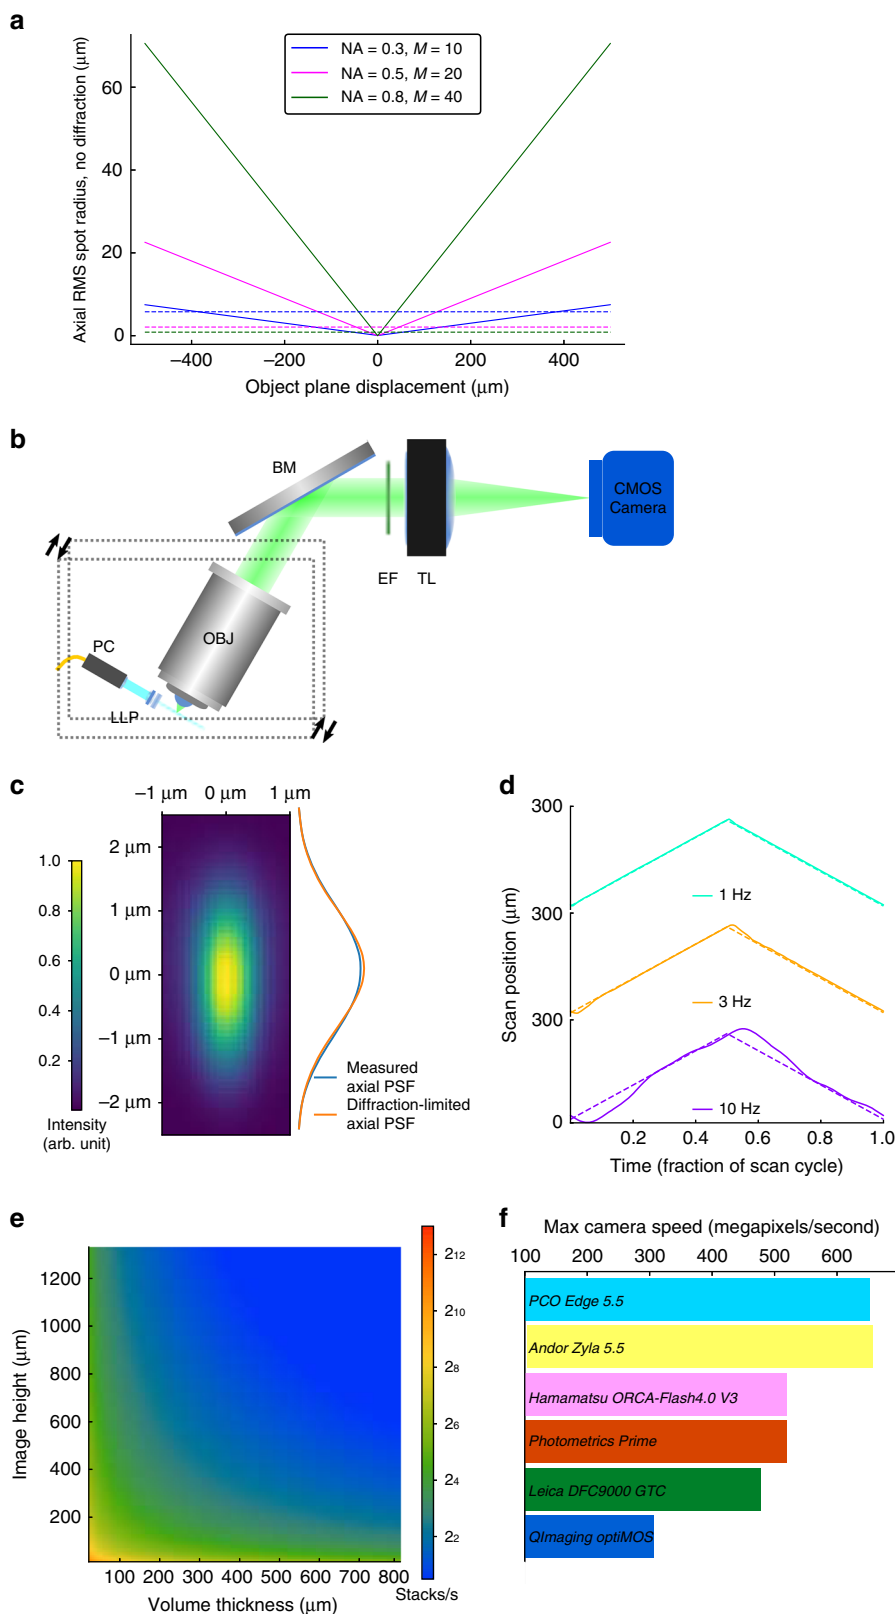 a
Axial RMS spot radius, no diffraction (μm)
60
40
20
0
NA = 0.3, M = 10
NA = 0.5, M = 20
NA = 0.8, M = 40
–400
–200
0
200
400
Object plane displacement (μm)
b
BM
CMOS
Camera
EF
TL
OBJ
PC
LLP
c
–1 μm
0 μm
1 μm
2 μm
1 μm
0 μm
–1 μm
–2 μm
1.0
0.8
0.6
0.4
0.2
Intensity
(arb. unit)
Measured
axial PSF
Diffraction-limited
axial PSF
d
Scan position (μm)
300
1 Hz
300
3 Hz
300
10 Hz
0
0.2
0.4
0.6
0.8
1.0
Time (fraction of scan cycle)
e
Image height (μm)
1200
1000
800
600
400
200
100
200
300
400
500
600
700
800
Volume thickness (μm)
212
210
28
26
24
22
Stacks/s
f
Max camera speed (megapixels/second)
100
200
300
400
500
600
PCO Edge 5.5
Andor Zyla 5.5
Hamamatsu ORCA-Flash4.0 V3
Photometrics Prime
Leica DFC9000 GTC
QImaging optiMOS